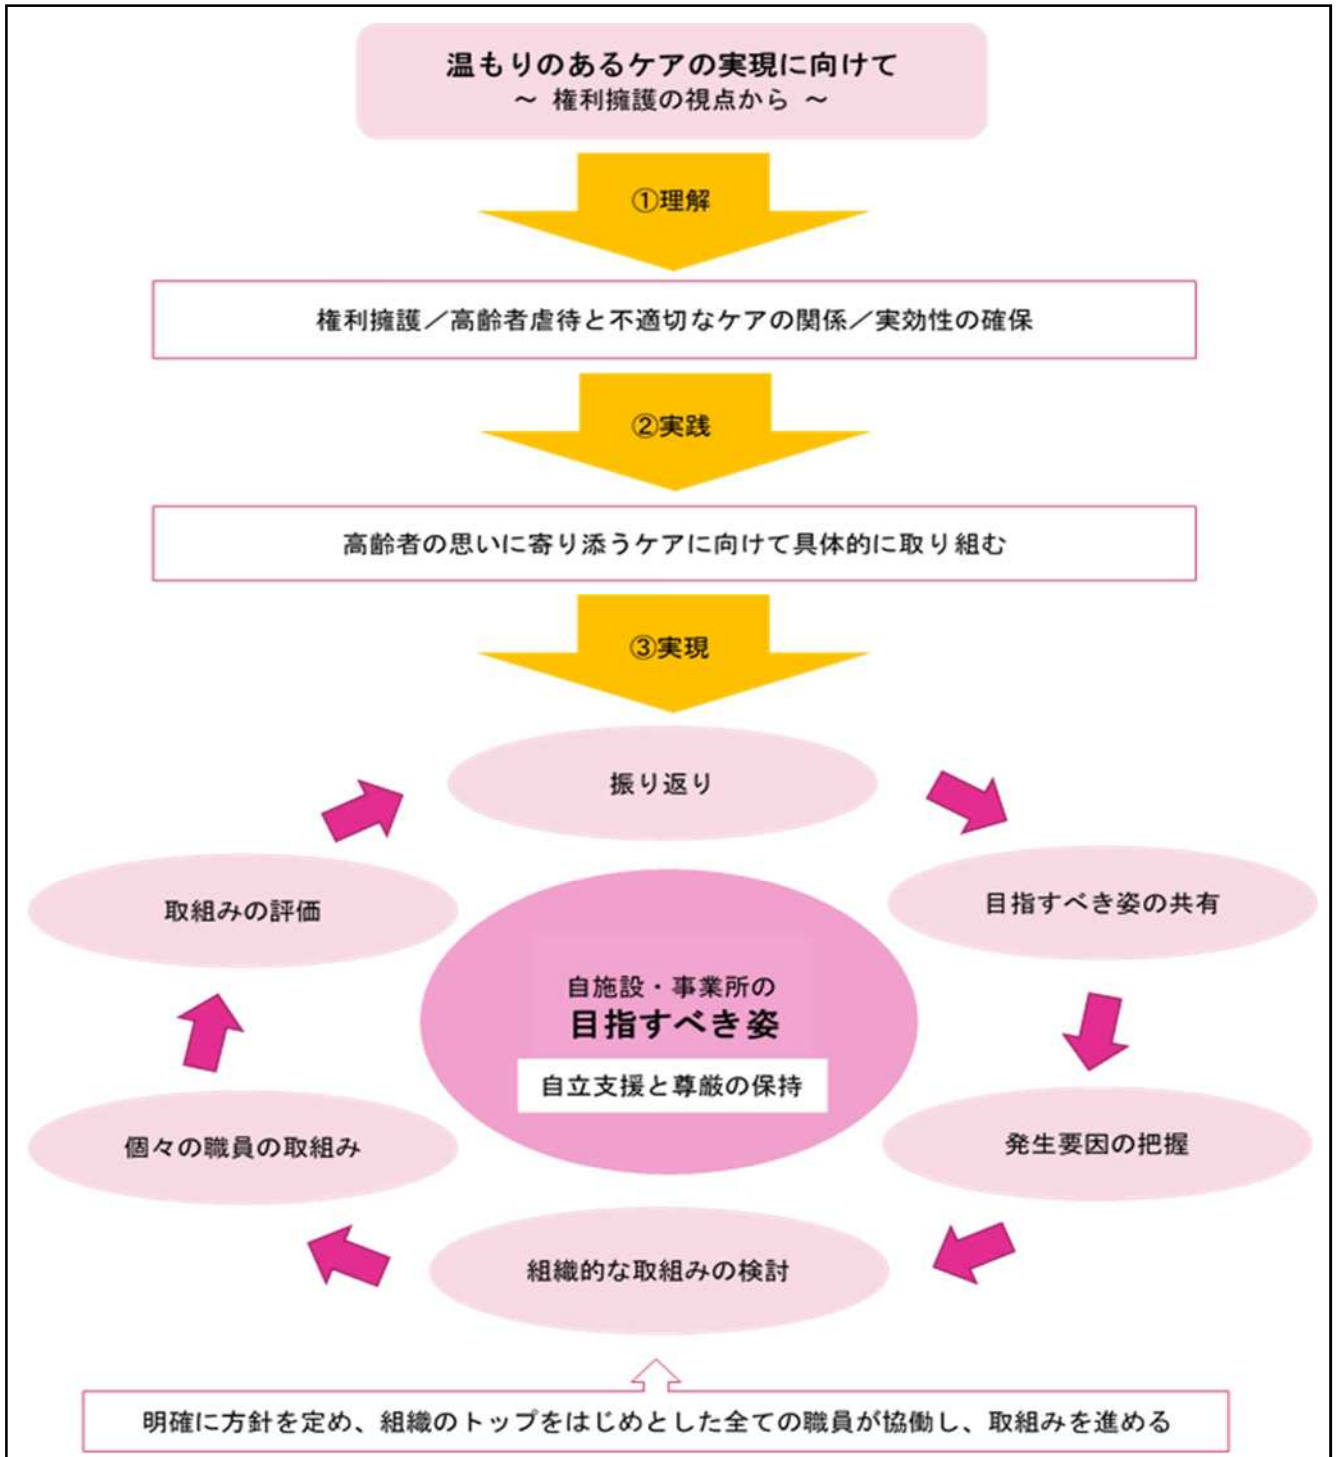 温もりのあるケアの実現に向けて
～ 権利擁護の視点から ～
①理解
権利擁護／高齢者虐待と不適切なケアの関係／実効性の確保
②実践
高齢者の思いに寄り添うケアに向けて具体的に取り組む
③実現
振り返り
目指すべき姿の共有
発生要因の把握
組織的な取組みの検討
個々の職員の取組み
取組みの評価
自施設・事業所の
目指すべき姿
自立支援と尊厳の保持
明確に方針を定め、組織のトップをはじめとした全ての職員が協働し、取組みを進める